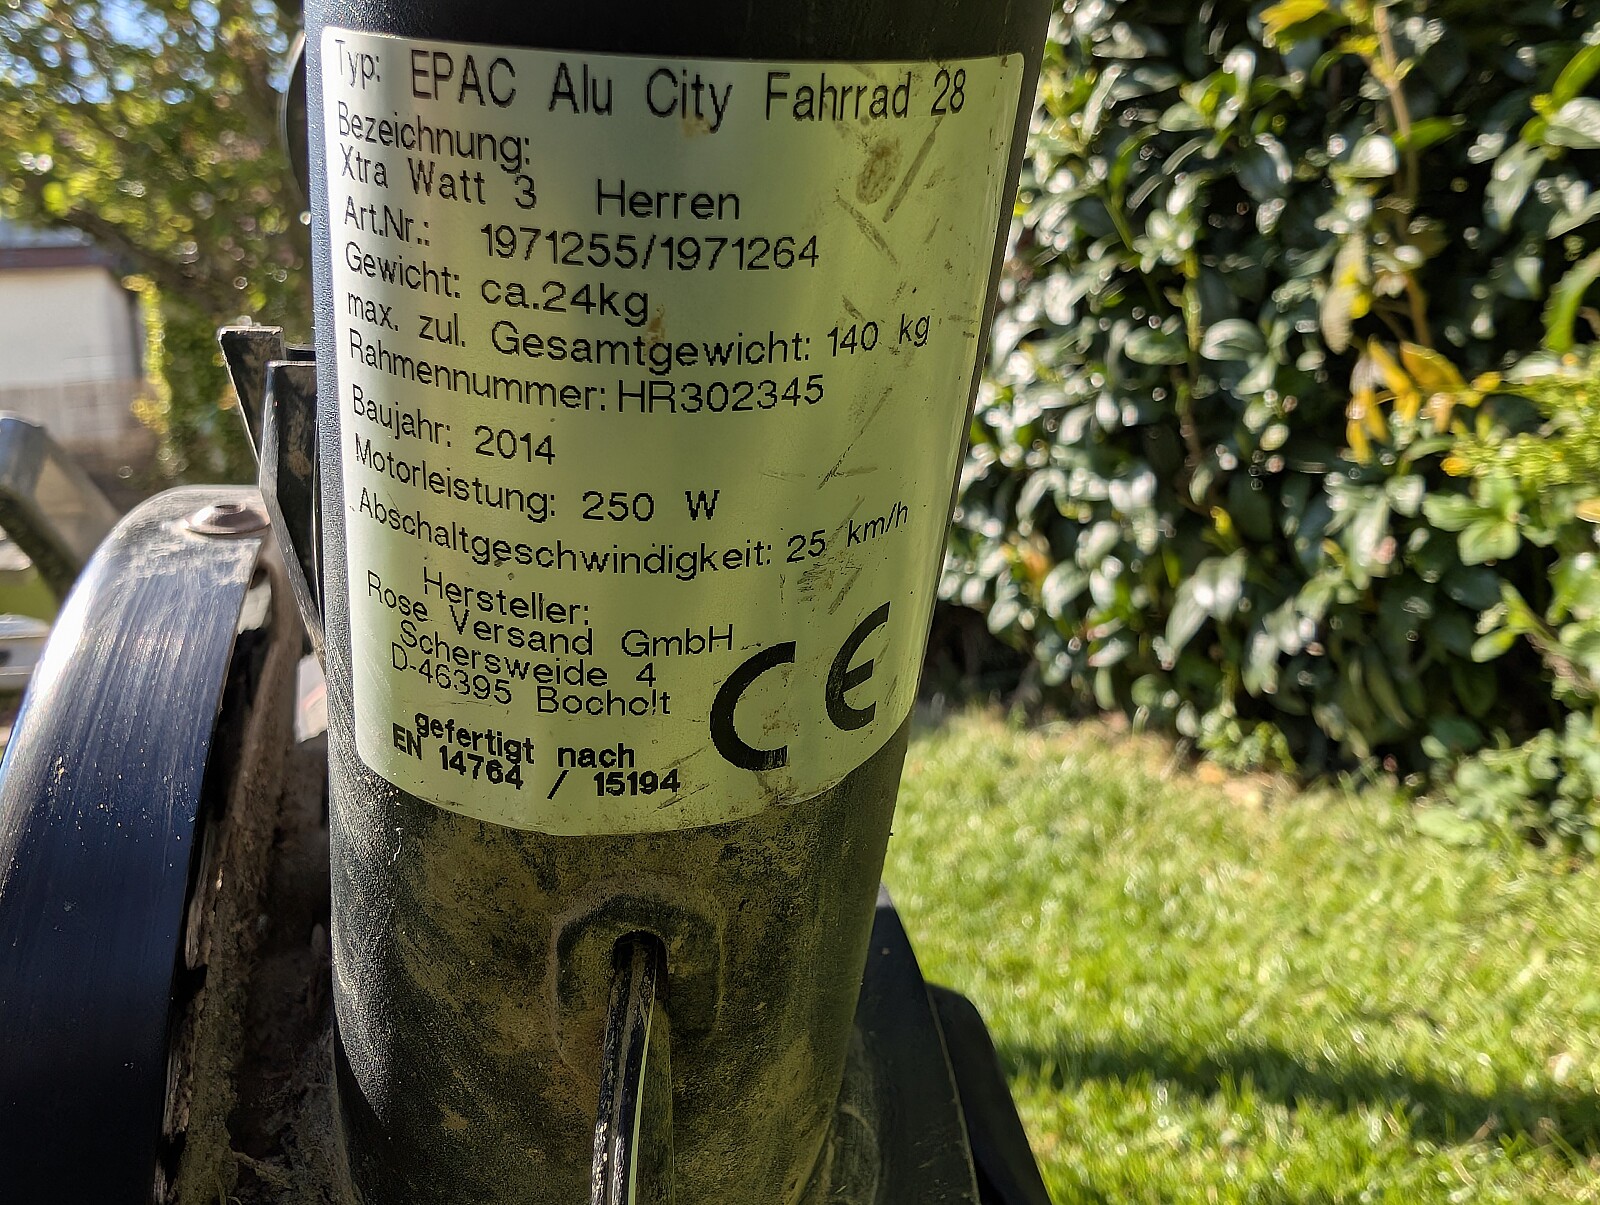 Typ: EPAC Alu City Fahrrad 28
Bezeichnung:
Xtra Watt 3 Herren
Art.Nr.: 1971255/1971264
Gewicht: ca.24kg
max. zul. Gesamtgewicht: 140 kg
Rahmennummer: HR302345
Baujahr: 2014
Motorleistung: 250 W
Abschaltgeschwindigkeit: 25 km/h
Hersteller:
Rose Versand GmbH
Schersweide 4
D-46395 Bocholt
CE
gefertigt nach
EN 14764 / 15194